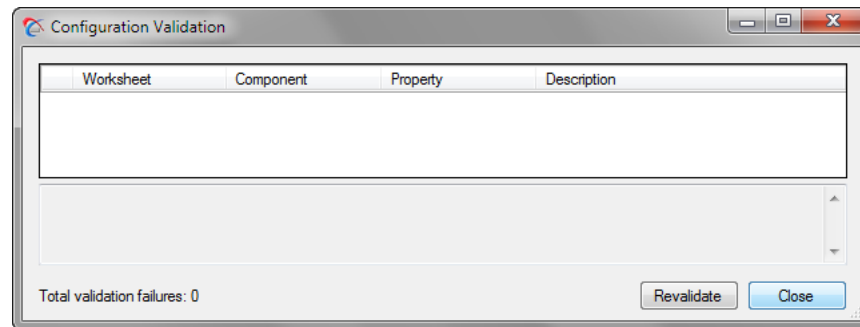 Configuration Validation
Worksheet Component Property Description
Total validation failures: 0 Revalidate Close